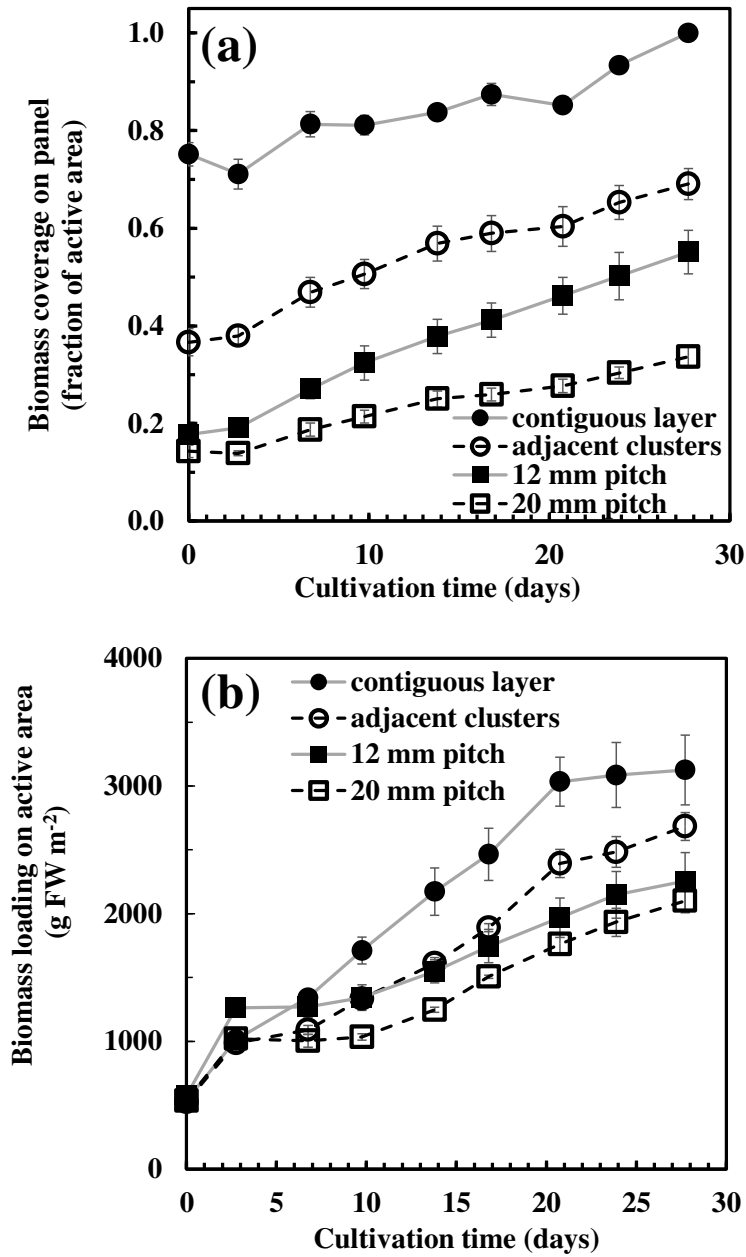 (a)
1.0
0.8
0.6
0.4
0.2
0.0
Biomass coverage on panel
(fraction of active area)
contiguous layer
adjacent clusters
12 mm pitch
20 mm pitch
0 10 20 30
Cultivation time (days)
(b)
4000
3000
2000
1000
0
Biomass loading on active area
(g FW m⁻²)
contiguous layer
adjacent clusters
12 mm pitch
20 mm pitch
0 5 10 15 20 25 30
Cultivation time (days)